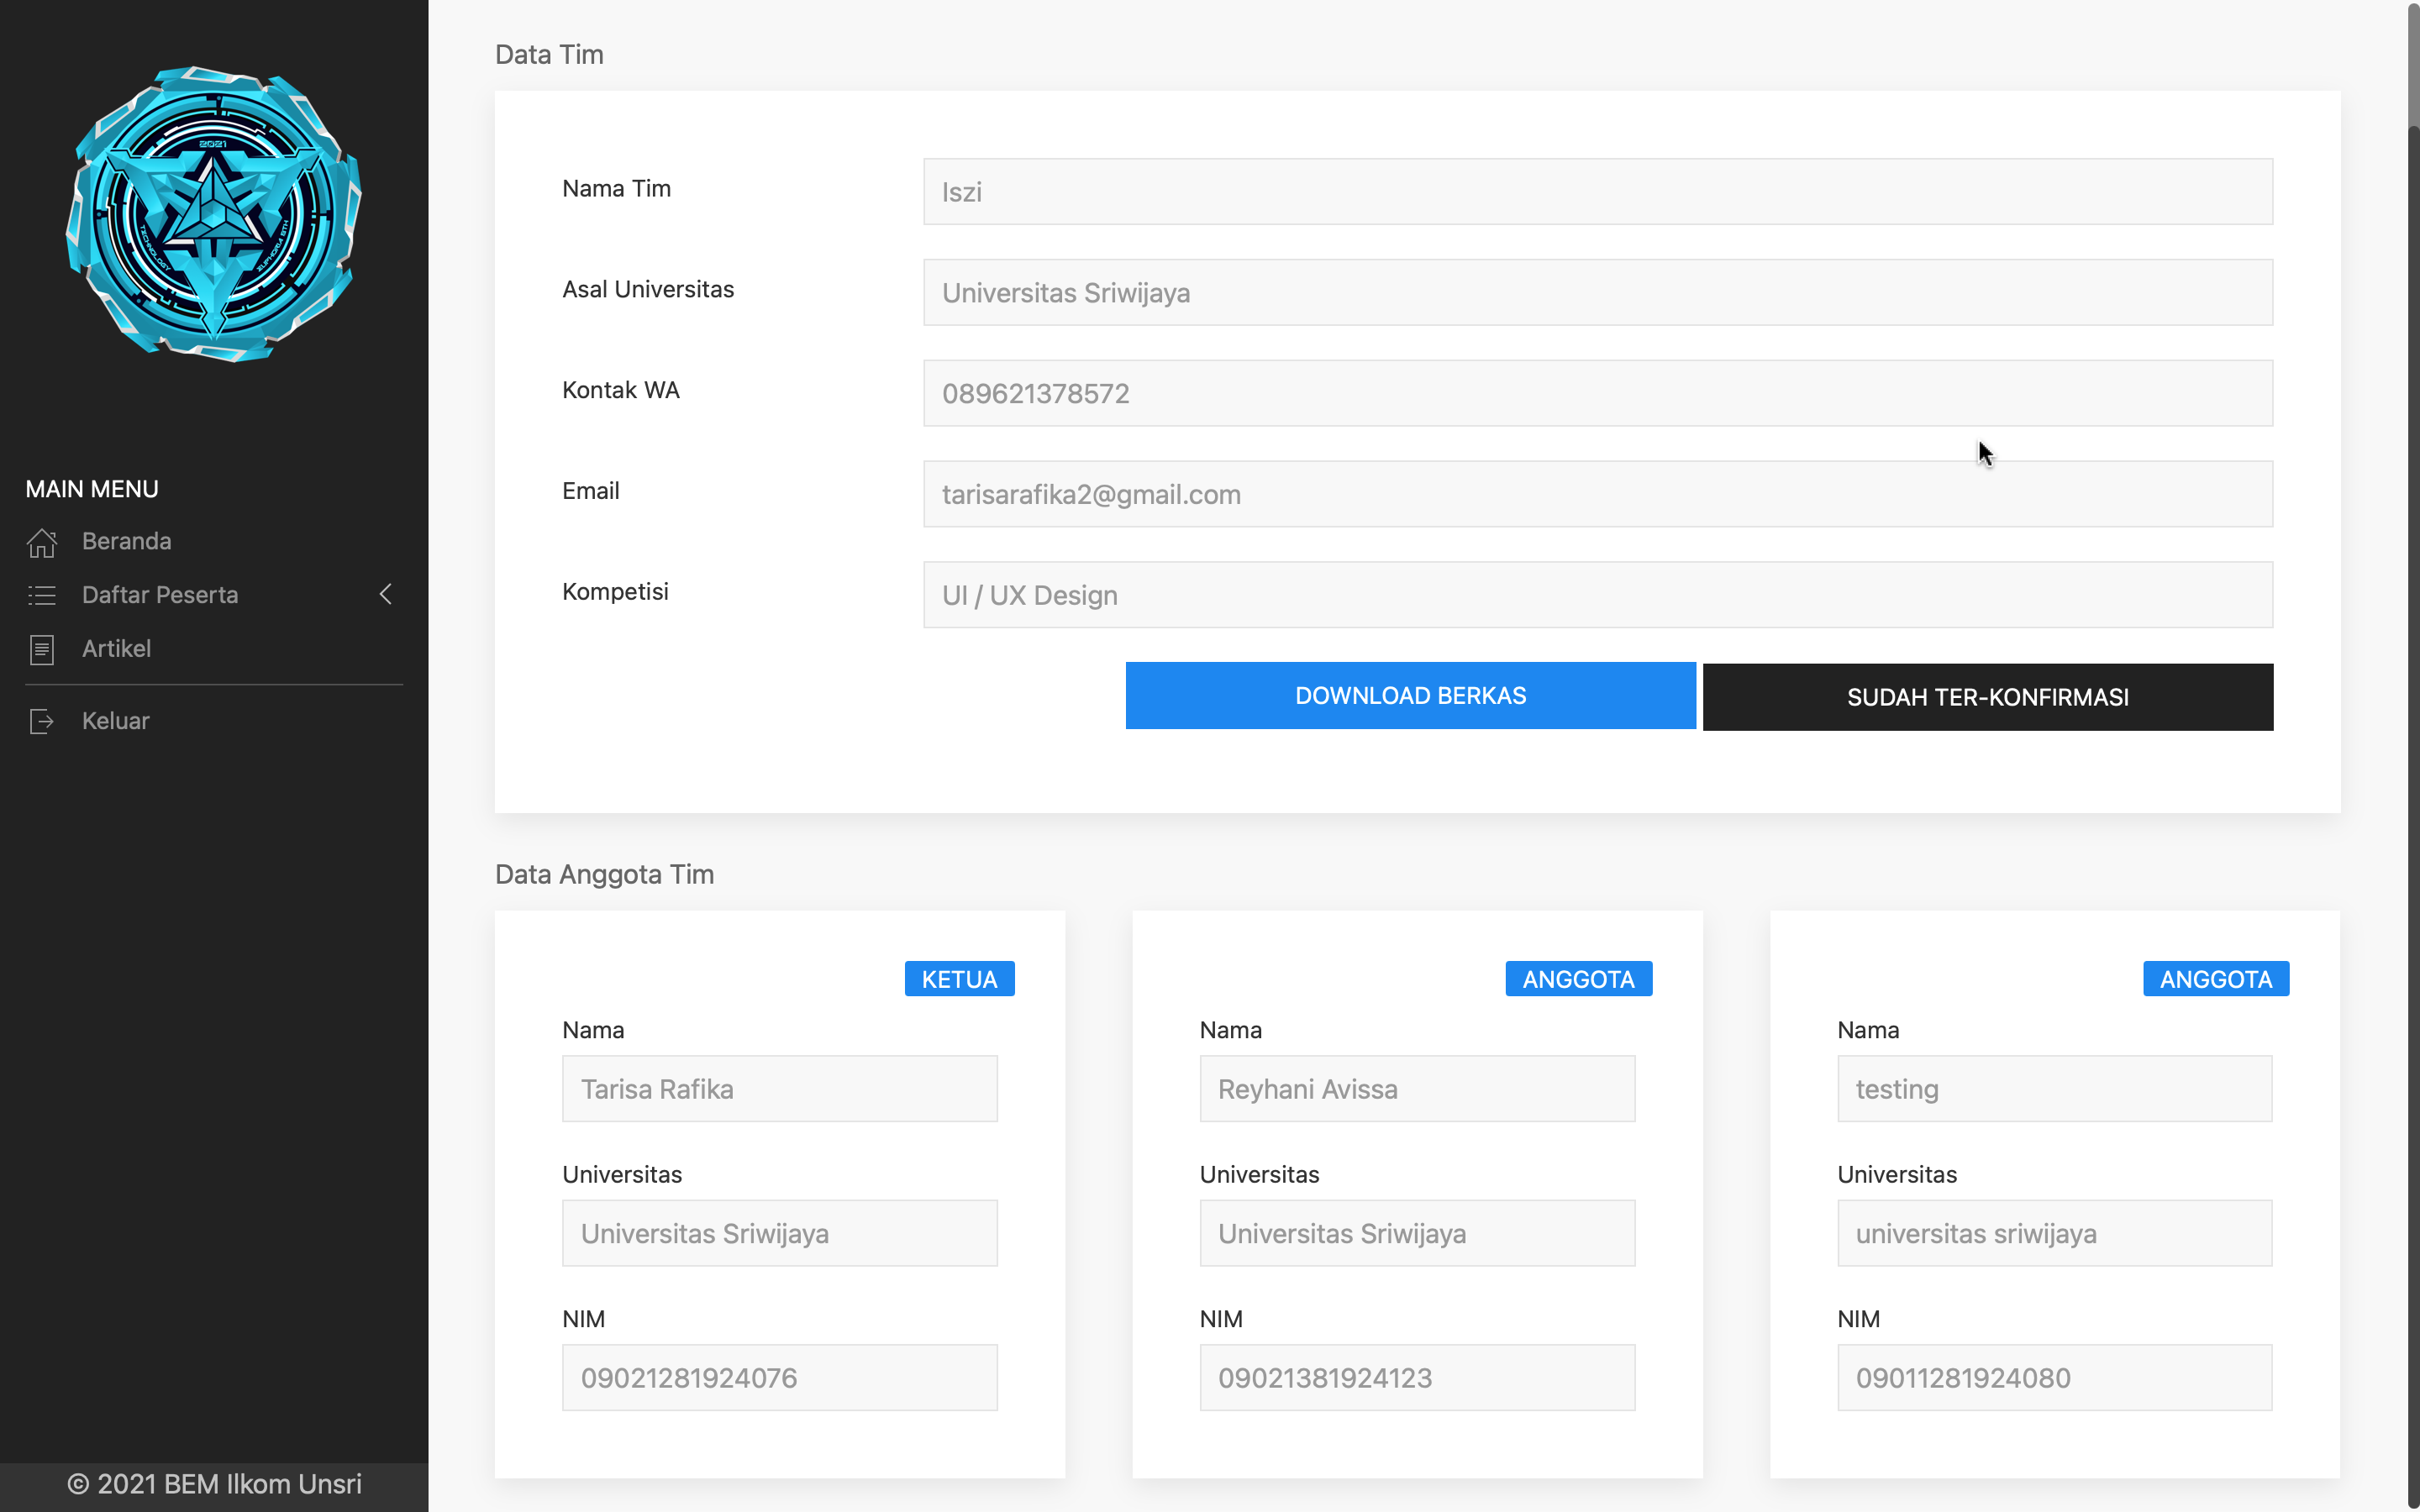 2021
TECHNOLOGY
EUPHORIA 8TH
MAIN MENU
Beranda
Daftar Peserta
Artikel
Keluar
© 2021 BEM Ilkom Unsri
Data Tim
Nama Tim
Iszi
Asal Universitas
Universitas Sriwijaya
Kontak WA
089621378572
Email
tarisarafika2@gmail.com
Kompetisi
UI / UX Design
DOWNLOAD BERKAS
SUDAH TER-KONFIRMASI
Data Anggota Tim
KETUA
Nama
Tarisa Rafika
Universitas
Universitas Sriwijaya
NIM
09021281924076
ANGGOTA
Nama
Reyhani Avissa
Universitas
Universitas Sriwijaya
NIM
09021381924123
ANGGOTA
Nama
testing
Universitas
universitas sriwijaya
NIM
09011281924080